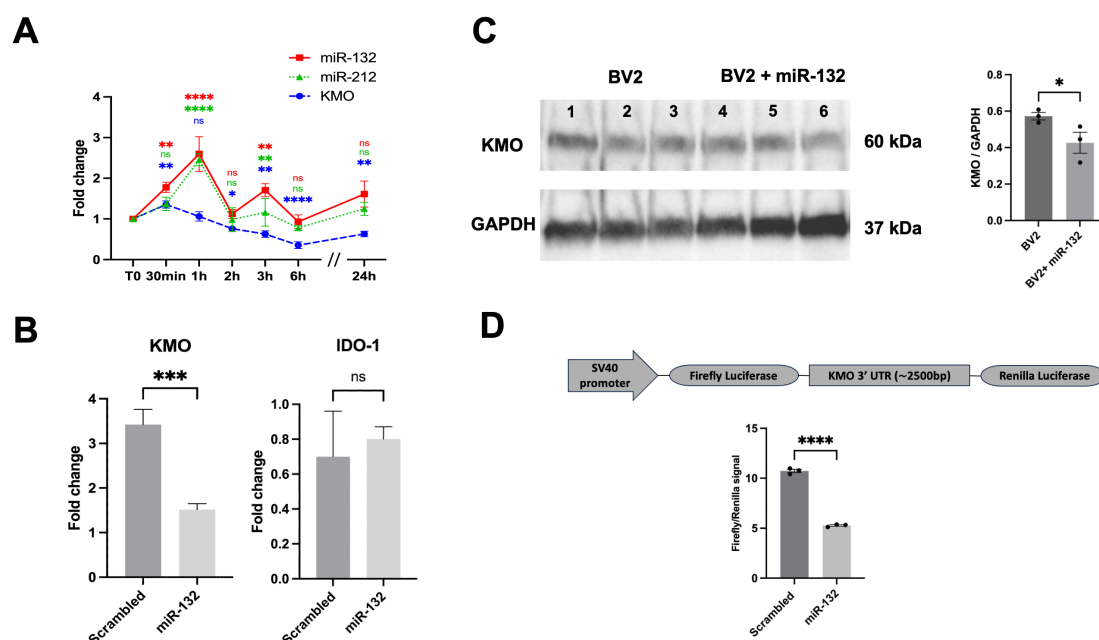 A
miR-132
miR-212
KMO
Fold change
4
3
2
1
0
**** 
**** 
ns
**
ns
**
ns
ns
*
**
**
**
ns
ns
****
ns
ns
**
T0 30min 1h 2h 3h 6h // 24h
B
KMO
***
Fold change
4
3
2
1
0
Scrambled
miR-132
IDO-1
ns
Fold change
1.0
0.8
0.6
0.4
0.2
0.0
Scrambled
miR-132
C
BV2 BV2 + miR-132
1 2 3 4 5 6
KMO 60 kDa
GAPDH 37 kDa
*
KMO / GAPDH
0.8
0.6
0.4
0.2
0.0
BV2
BV2+ miR-132
D
SV40
promoter
Firefly Luciferase
KMO 3’ UTR (~2500bp)
Renilla Luciferase
****
Firefly/Renilla signal
15
10
5
0
Scrambled
miR-132